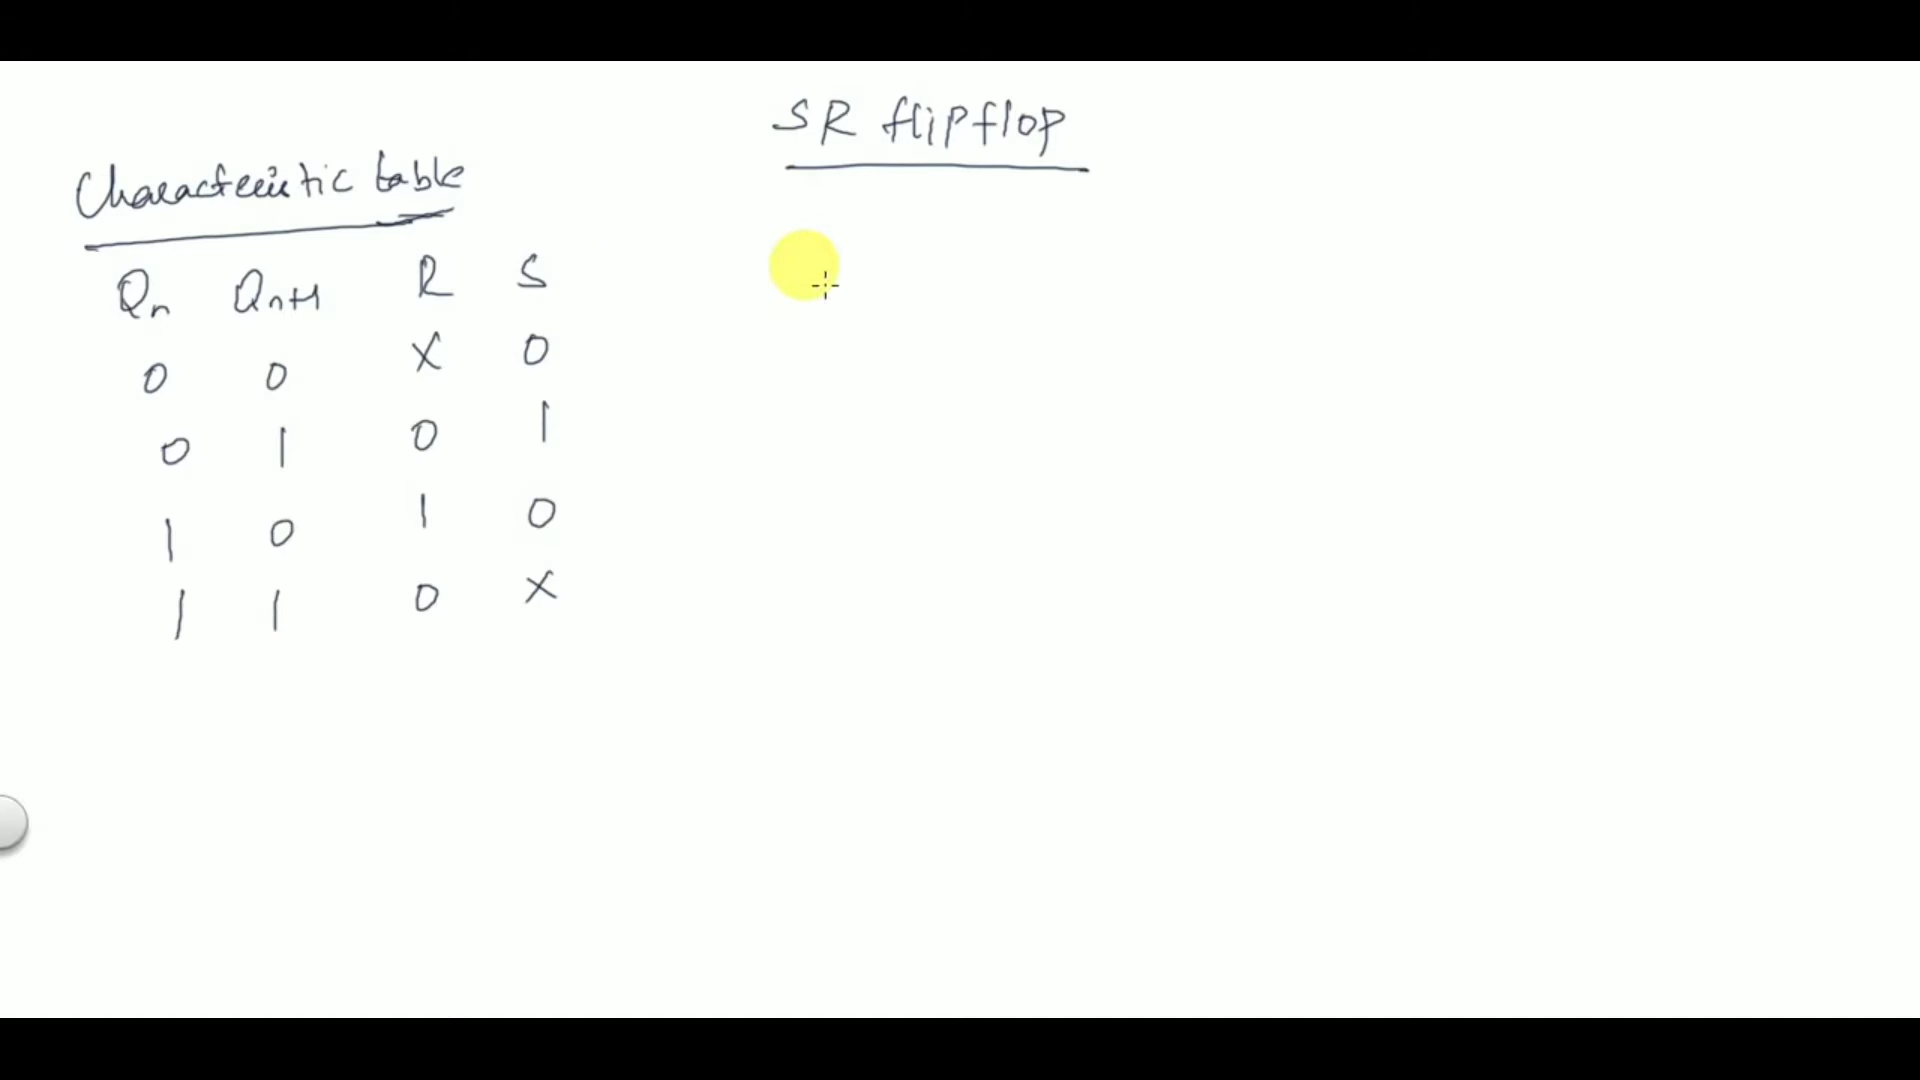 SR flipflop
Characteristic table
Qn Qn+1 R S
0 0 X 0
0 1 0 1
1 0 1 0
1 1 0 X